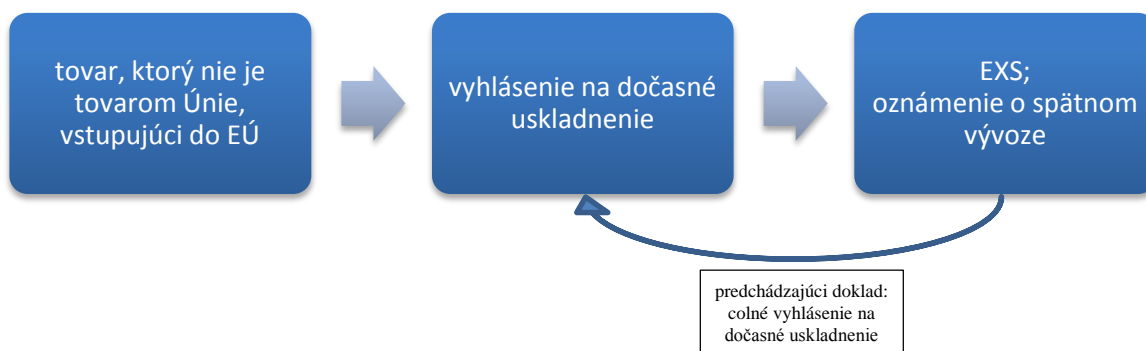 tovar, ktorý nie je
tovarom Únie,
vstupujúci do EÚ
vyhlásenie na dočasné
uskladnenie
EXS;
oznámenie o spätnom
vývoze
predchádzajúci doklad:
colné vyhlásenie na
dočasné uskladnenie